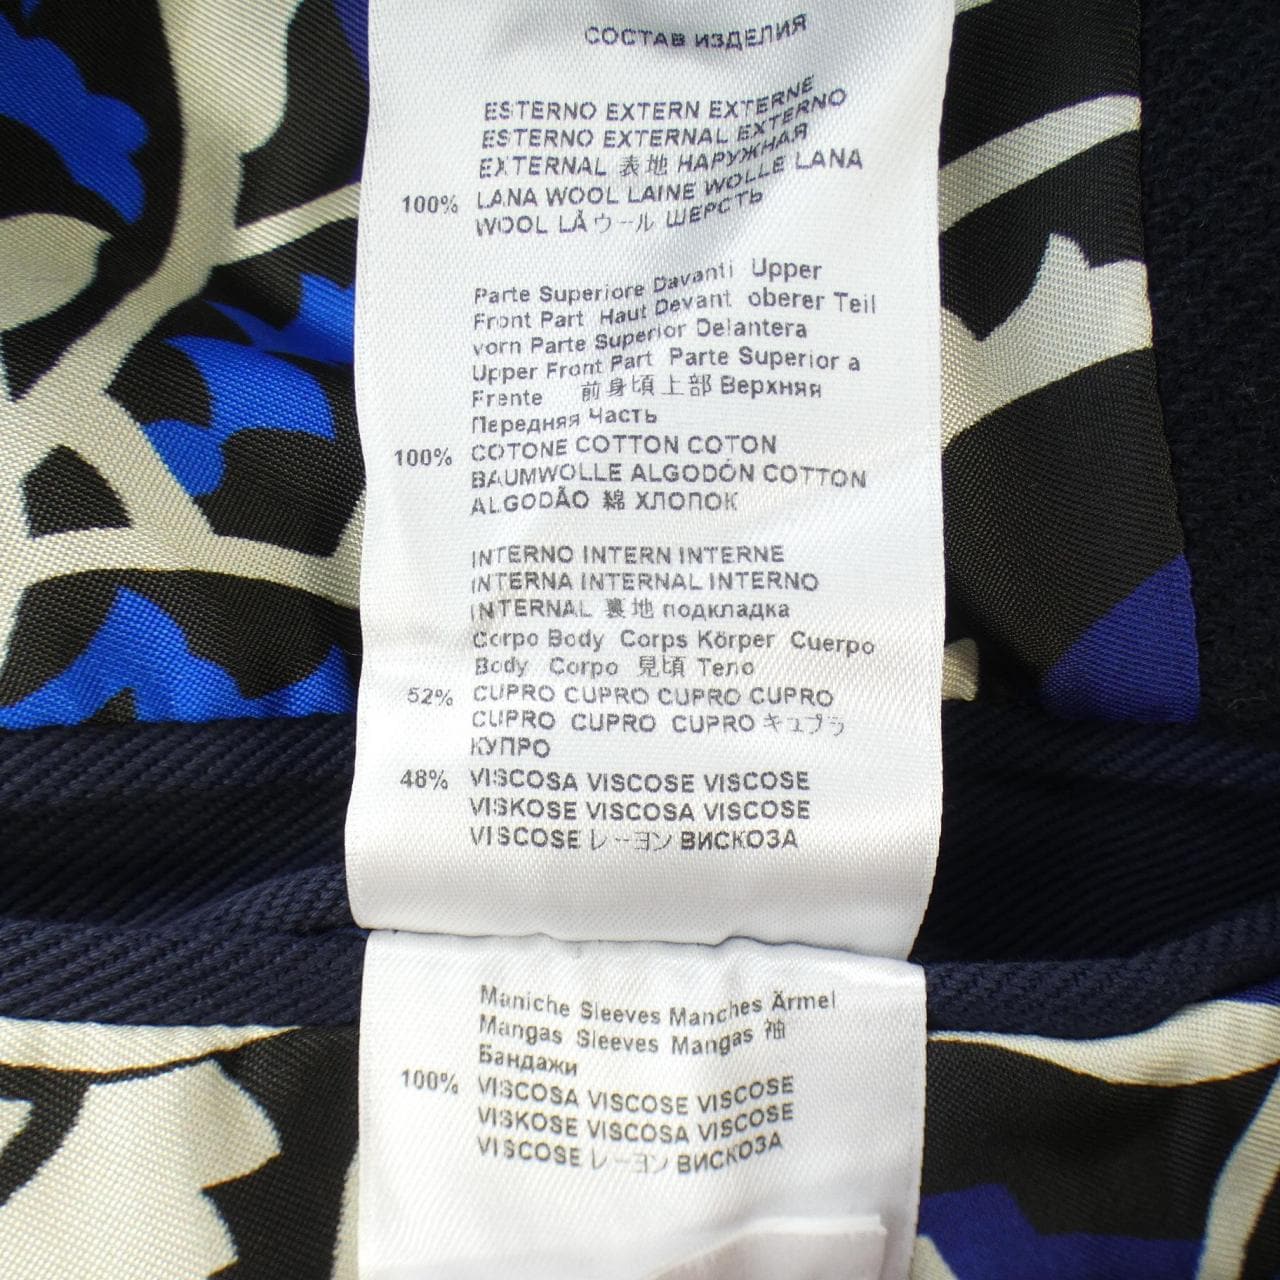 СОСТАВ ИЗДЕЛИЯ
ESTERNO EXTERN EXTERNE
ESTERNO EXTERNAL EXTERNO
EXTERNAL 表地 НАРУЖНАЯ
100% LANA WOOL LAINE WOLLE LANA
WOOL LÃ ウール ШЕРСТЬ
Parte Superiore Davanti Upper
Front Part Haut Devant oberer Teil
vorn Parte Superior Delantera
Upper Front Part Parte Superior a
Frente 前身頃上部 Верхняя
Передняя Часть
100% COTONE COTTON COTON
BAUMWOLLE ALGODÓN COTTON
ALGODÃO 綿 ХЛОПОК
INTERNO INTERN INTERNE
INTERNA INTERNAL INTERNO
INTERNAL 裏地 подкладка
Corpo Body Corps Körper Cuerpo
Body Corpo 見頃 Тело
52% CUPRO CUPRO CUPRO CUPRO
CUPRO CUPRO CUPRO キュプラ
КУПРО
48% VISCOSA VISCOSE VISCOSE
VISKOSE VISCOSA VISCOSE
VISCOSE レーヨン ВИСКОЗА
Maniche Sleeves Manches Ärmel
Mangas Sleeves Mangas 袖
Бандажи
100% VISCOSA VISCOSE VISCOSE
VISKOSE VISCOSA VISCOSE
VISCOSE レーヨン ВИСКОЗА